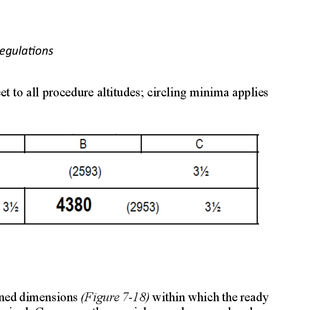 egulations
et to all procedure altitudes; circling minima applies
B C
(2593) 3½
3½ 4380 (2953) 3½
ned dimensions (Figure 7-18) within which the ready